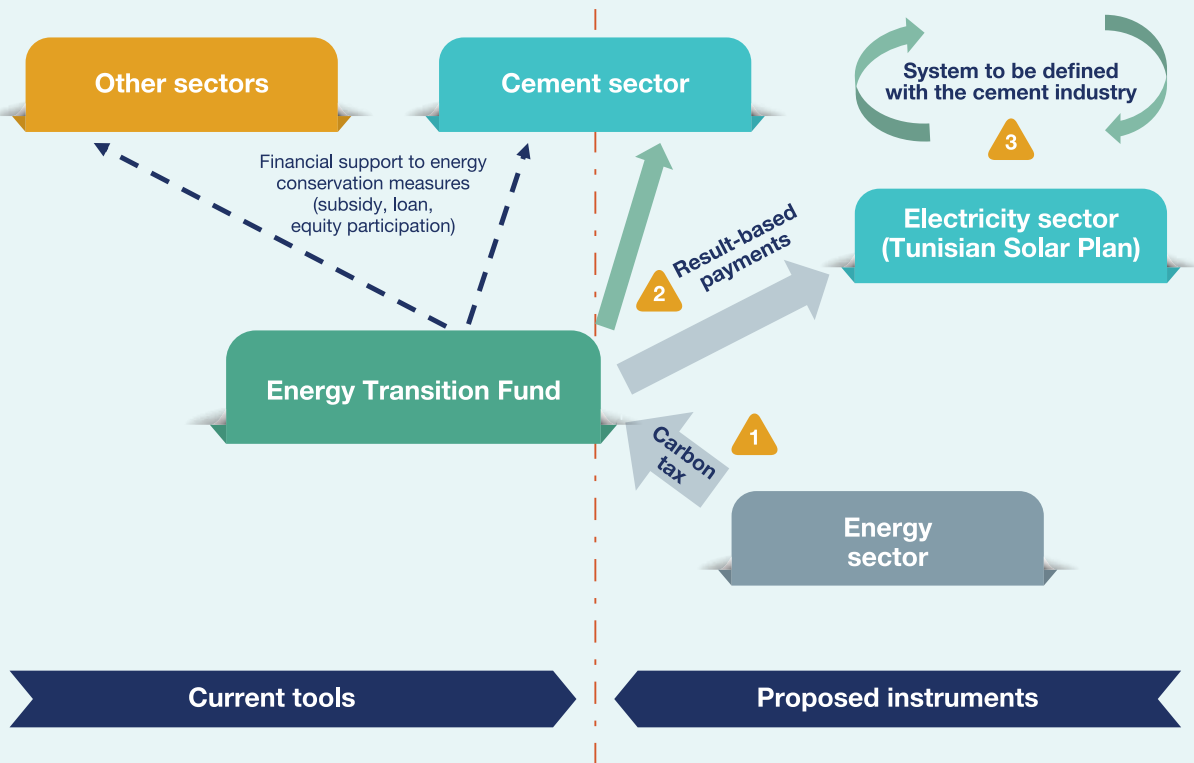 Other sectors
Cement sector
System to be defined
with the cement industry
3
Financial support to energy
conservation measures
(subsidy, loan,
equity participation)
Electricity sector
(Tunisian Solar Plan)
2
Result-based
payments
Energy Transition Fund
1
Carbon
tax
Energy
sector
Current tools
Proposed instruments